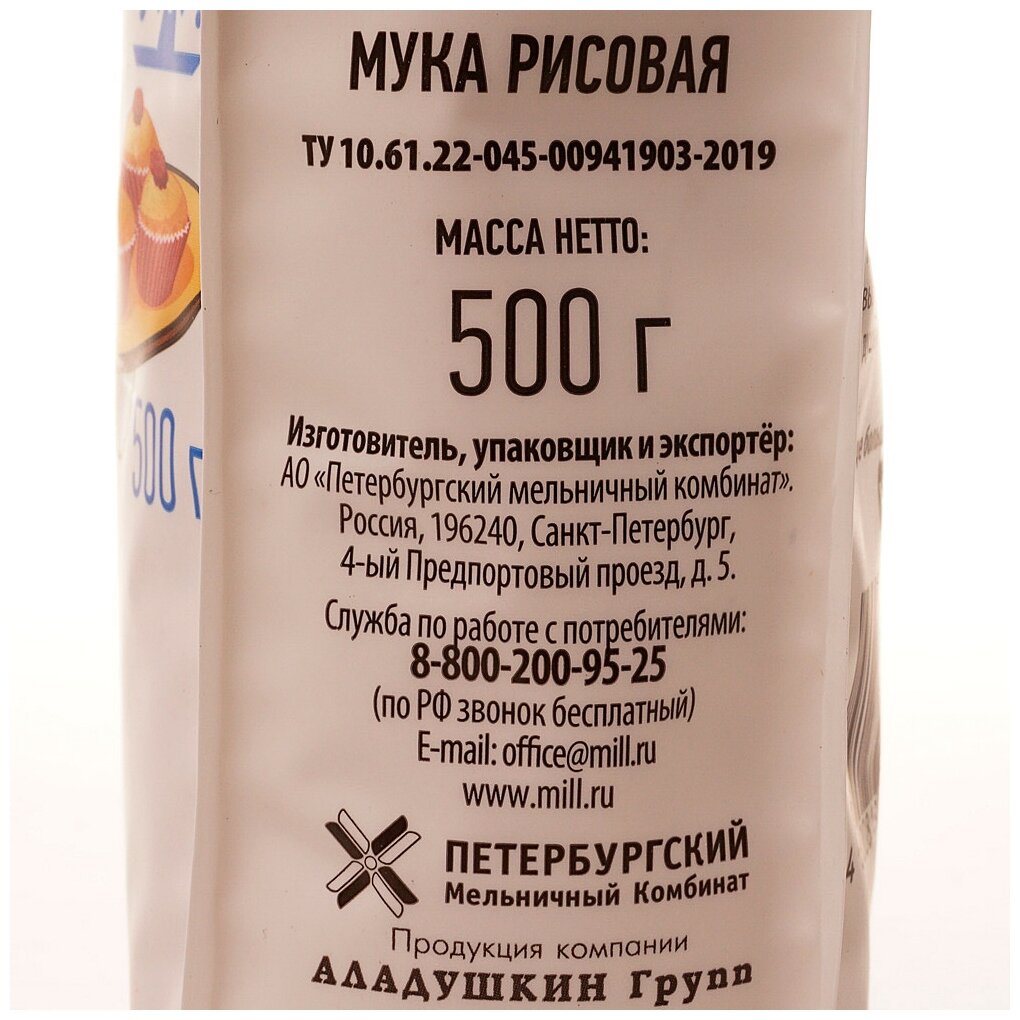 МУКА РИСОВАЯ
ТУ 10.61.22-045-00941903-2019
МАССА НЕТТО:
500 г
Изготовитель, упаковщик и экспортёр:
АО «Петербургский мельничный комбинат».
Россия, 196240, Санкт-Петербург,
4-ый Предпортовый проезд, д. 5.
Служба по работе с потребителями:
8-800-200-95-25
(по РФ звонок бесплатный)
E-mail: office@mill.ru
www.mill.ru
ПЕТЕРБУРГСКИЙ
Мельничный Комбинат
Продукция компании
АЛАДУШКИН Групп
500 г